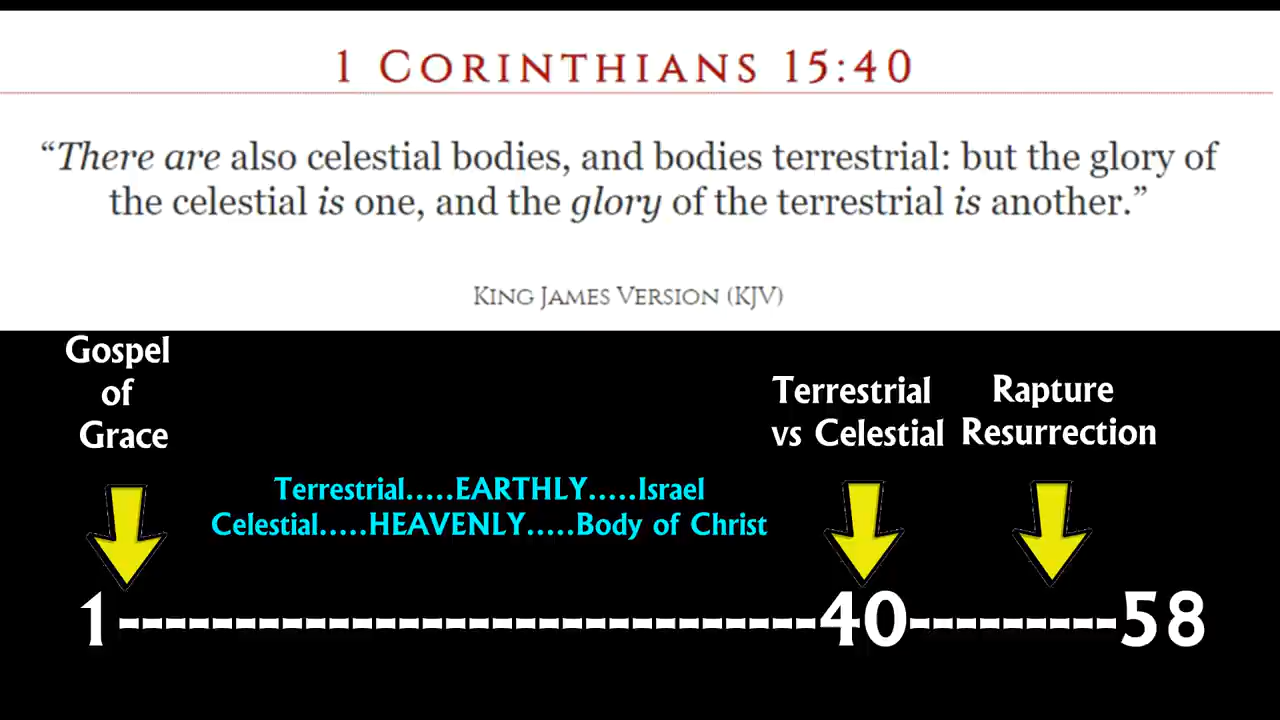 1 CORINTHIANS 15:40
“There are also celestial bodies, and bodies terrestrial: but the glory of
the celestial is one, and the glory of the terrestrial is another.”
KING JAMES VERSION (KJV)
Gospel
of
Grace
Terrestrial
vs Celestial
Rapture
Resurrection
Terrestrial.....EARTHLY.....Israel
Celestial.....HEAVENLY.....Body of Christ
1------------------------------40---------58